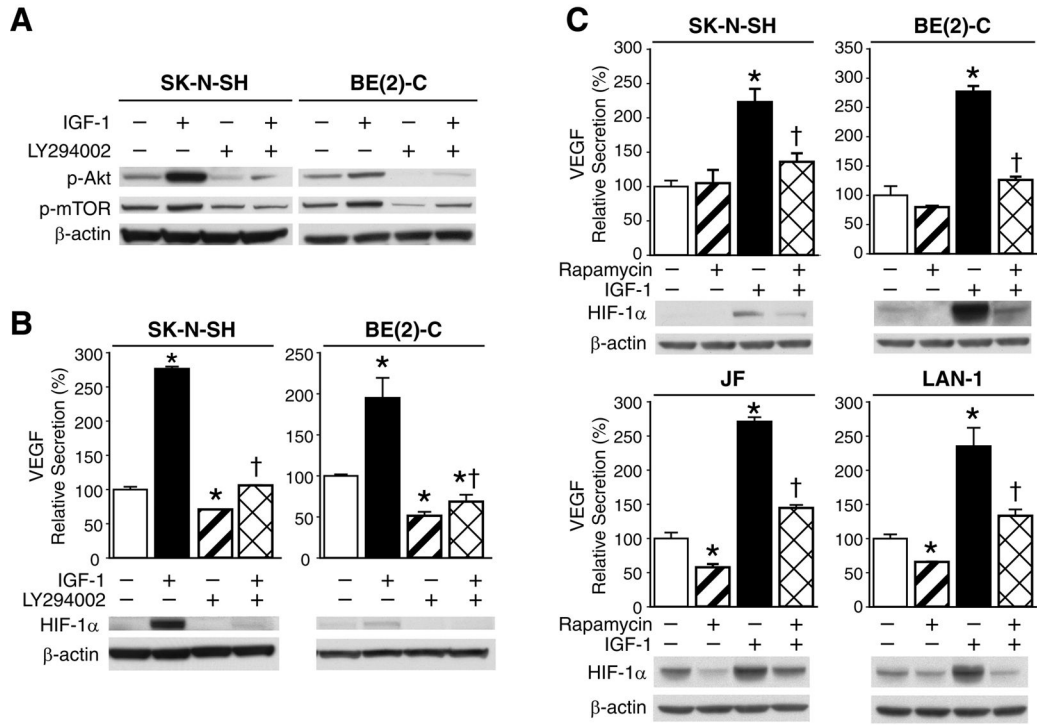 A
SK-N-SH BE(2)-C
IGF-1 − + − + − + − +
LY294002 − − + + − − + +
p-Akt
p-mTOR
β-actin
B
SK-N-SH BE(2)-C
VEGF
Relative Secretion (%)
300
250
200
150
100
50
0
* * †
250
200
150
100
50
0
* * *†
IGF-1 − + − + − + − +
LY294002 − − + + − − + +
HIF-1α
β-actin
C
SK-N-SH BE(2)-C
VEGF
Relative Secretion (%)
300
250
200
150
100
50
0
* †
350
300
250
200
150
100
50
0
* †
Rapamycin − + − + − + − +
IGF-1 − − + + − − + +
HIF-1α
β-actin
JF LAN-1
VEGF
Relative Secretion (%)
300
250
200
150
100
50
0
* * †
300
250
200
150
100
50
0
* * †
Rapamycin − + − + − + − +
IGF-1 − − + + − − + +
HIF-1α
β-actin